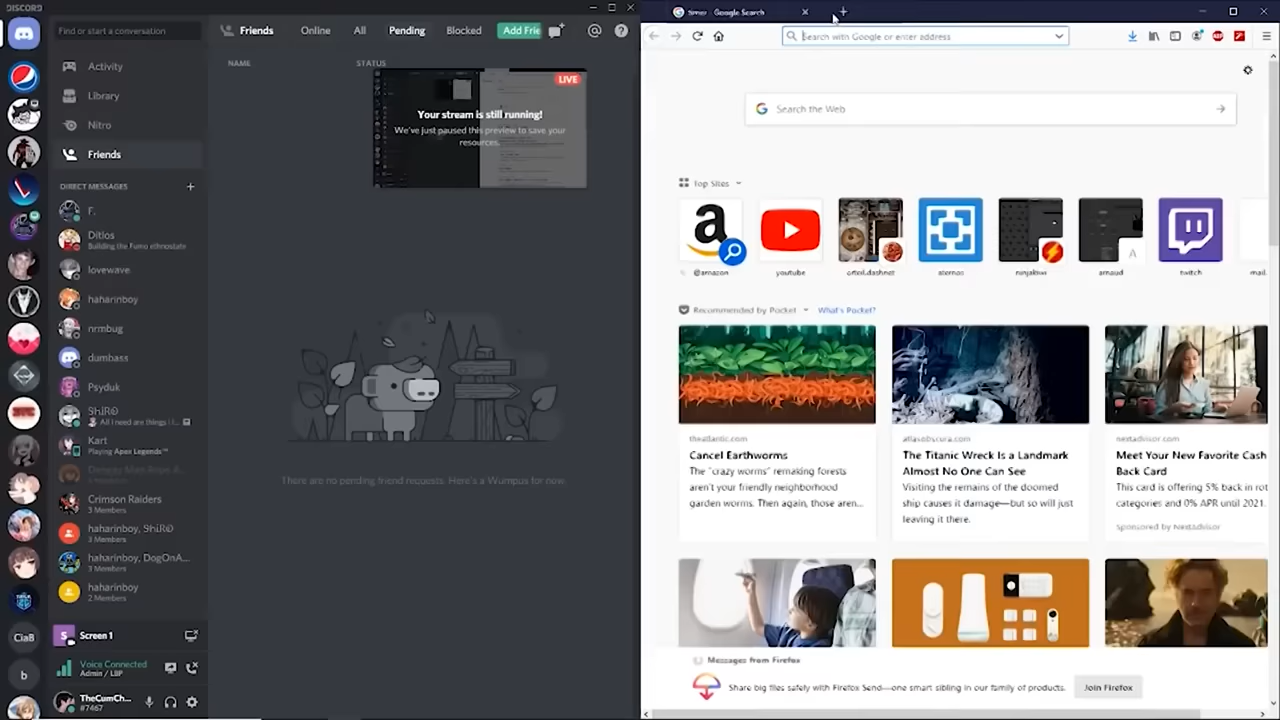 DISCORD
Find or start a conversation
Activity
Library
Nitro
Friends
DIRECT MESSAGES
Ditlos
Building the Fumo ethnostate
lovewave
haharinboy
nrmbug
dumbass
Psyduk
All I need are things I
Kart
Playing Apex Legends™
Crimson Raiders
3 Members
haharinboy, ShiRO
3 Members
haharinboy, DogOnA...
3 Members
haharinboy
2 Members
CiaB
b
Screen 1
Voice Connected
Admin / LBP
TheCumCh...
#7467
Friends
Online
All
Pending
Blocked
Add Frie
NAME
STATUS
LIVE
Your stream is still running!
We've just paused this preview to save your
resources.
There are no pending friend requests. Here's a Wumpus for now.
timer - Google Search
Search with Google or enter address
Search the Web
Top Sites
@amazon
youtube
orteil.dashnet
aternos
ninjakiwi
arnaud
twitch
mail.
Recommended by Pocket
What's Pocket?
theatlantic.com
Cancel Earthworms
The "crazy worms" remaking forests
aren't your friendly neighborhood
garden worms. Then again, those aren...
atlasobscura.com
The Titanic Wreck Is a Landmark
Almost No One Can See
Visiting the remains of the doomed
ship causes it damage—but so will just
leaving it there.
nextadvisor.com
Meet Your New Favorite Cash
Back Card
This card is offering 5% back in rot
categories and 0% APR until 2021.
Sponsored by NextAdvisor
Messages from Firefox
Share big files safely with Firefox Send—one smart sibling in our family of products.
Join Firefox